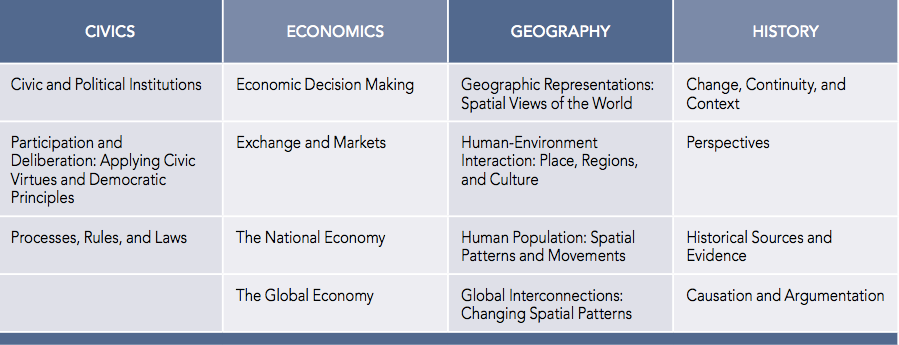 CIVICS
ECONOMICS
GEOGRAPHY
HISTORY
Civic and Political Institutions
Economic Decision Making
Geographic Representations:
Spatial Views of the World
Change, Continuity, and
Context
Participation and
Deliberation: Applying Civic
Virtues and Democratic
Principles
Exchange and Markets
Human-Environment
Interaction: Place, Regions,
and Culture
Perspectives
Processes, Rules, and Laws
The National Economy
Human Population: Spatial
Patterns and Movements
Historical Sources and
Evidence
The Global Economy
Global Interconnections:
Changing Spatial Patterns
Causation and Argumentation